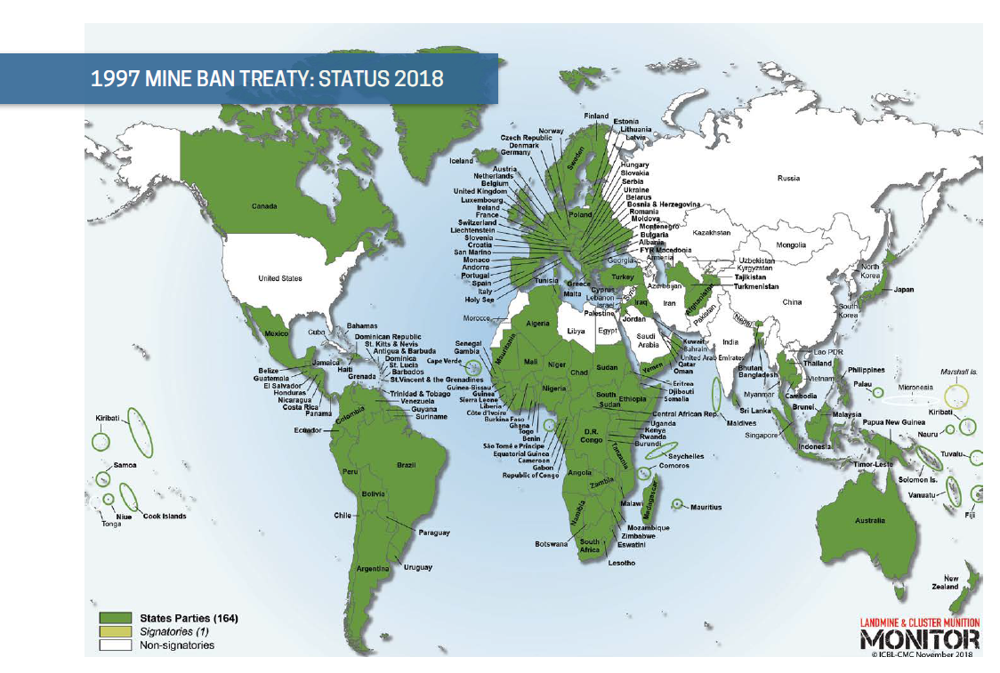 1997 MINE BAN TREATY: STATUS 2018
Finland
Estonia
Lithuania
Latvia
Norway
Czech Republic
Denmark
Germany
Sweden
Iceland
Austria
Netherlands
Belgium
United Kingdom
Luxembourg
Ireland
France
Switzerland
Liechtenstein
Slovenia
Croatia
San Marino
Monaco
Andorra
Portugal
Spain
Italy
Holy See
Hungary
Slovakia
Serbia
Ukraine
Belarus
Bosnia & Herzegovina
Romania
Moldova
Montenegro
Bulgaria
Albania
FYR Macedonia
Armenia
Georgia
Poland
Russia
Canada
United States
Kazakhstan
Mongolia
Uzbekistan
Kyrgyzstan
Tajikistan
Turkmenistan
North
Korea
Japan
South
Korea
China
Turkey
Azerbaijan
Tunisia
Malta
Greece
Cyprus
Lebanon
Israel
Palestine
Syria
Iraq
Jordan
Iran
Afghanistan
Pakistan
Nepal
India
Morocco
Algeria
Libya
Egypt
Saudi
Arabia
Kuwait
Bahrain
United Arab Emirates
Qatar
Oman
Yemen
Bhutan
Bangladesh
Myanmar
Lao PDR
Thailand
Vietnam
Cambodia
Brunei
Malaysia
Philippines
Palau
Micronesia
Marshall Is.
Kiribati
Nauru
Tuvalu
Papua New Guinea
Solomon Is.
Vanuatu
Fiji
Sri Lanka
Maldives
Singapore
Indonesia
Timor-Leste
Australia
New
Zealand
Mexico
Cuba
Bahamas
Dominican Republic
St. Kitts & Nevis
Antigua & Barbuda
Dominica
St. Lucia
Barbados
St.Vincent & the Grenadines
Jamaica
Haiti
Grenada
Trinidad & Tobago
Venezuela
Guyana
Suriname
Belize
Guatemala
El Salvador
Honduras
Nicaragua
Costa Rica
Panama
Colombia
Ecuador
Peru
Brazil
Bolivia
Chile
Paraguay
Argentina
Uruguay
Kiribati
Samoa
Niue
Tonga
Cook Islands
Senegal
Gambia
Cape Verde
Mauritania
Guinea-Bissau
Guinea
Sierra Leone
Liberia
Côte d'Ivoire
Burkina Faso
Ghana
Togo
Benin
São Tomé e Príncipe
Equatorial Guinea
Cameroon
Gabon
Republic of Congo
Mali
Niger
Chad
Sudan
Nigeria
South
Sudan
Ethiopia
Eritrea
Djibouti
Somalia
Central African Rep.
Uganda
Kenya
Rwanda
Burundi
D.R.
Congo
Tanzania
Seychelles
Comoros
Angola
Zambia
Malawi
Madagascar
Mauritius
Namibia
Botswana
South
Africa
Mozambique
Zimbabwe
Eswatini
Lesotho
States Parties (164)
Signatories (1)
Non-signatories
LANDMINE & CLUSTER MUNITION
MONITOR
© ICBL-CMC November 2018